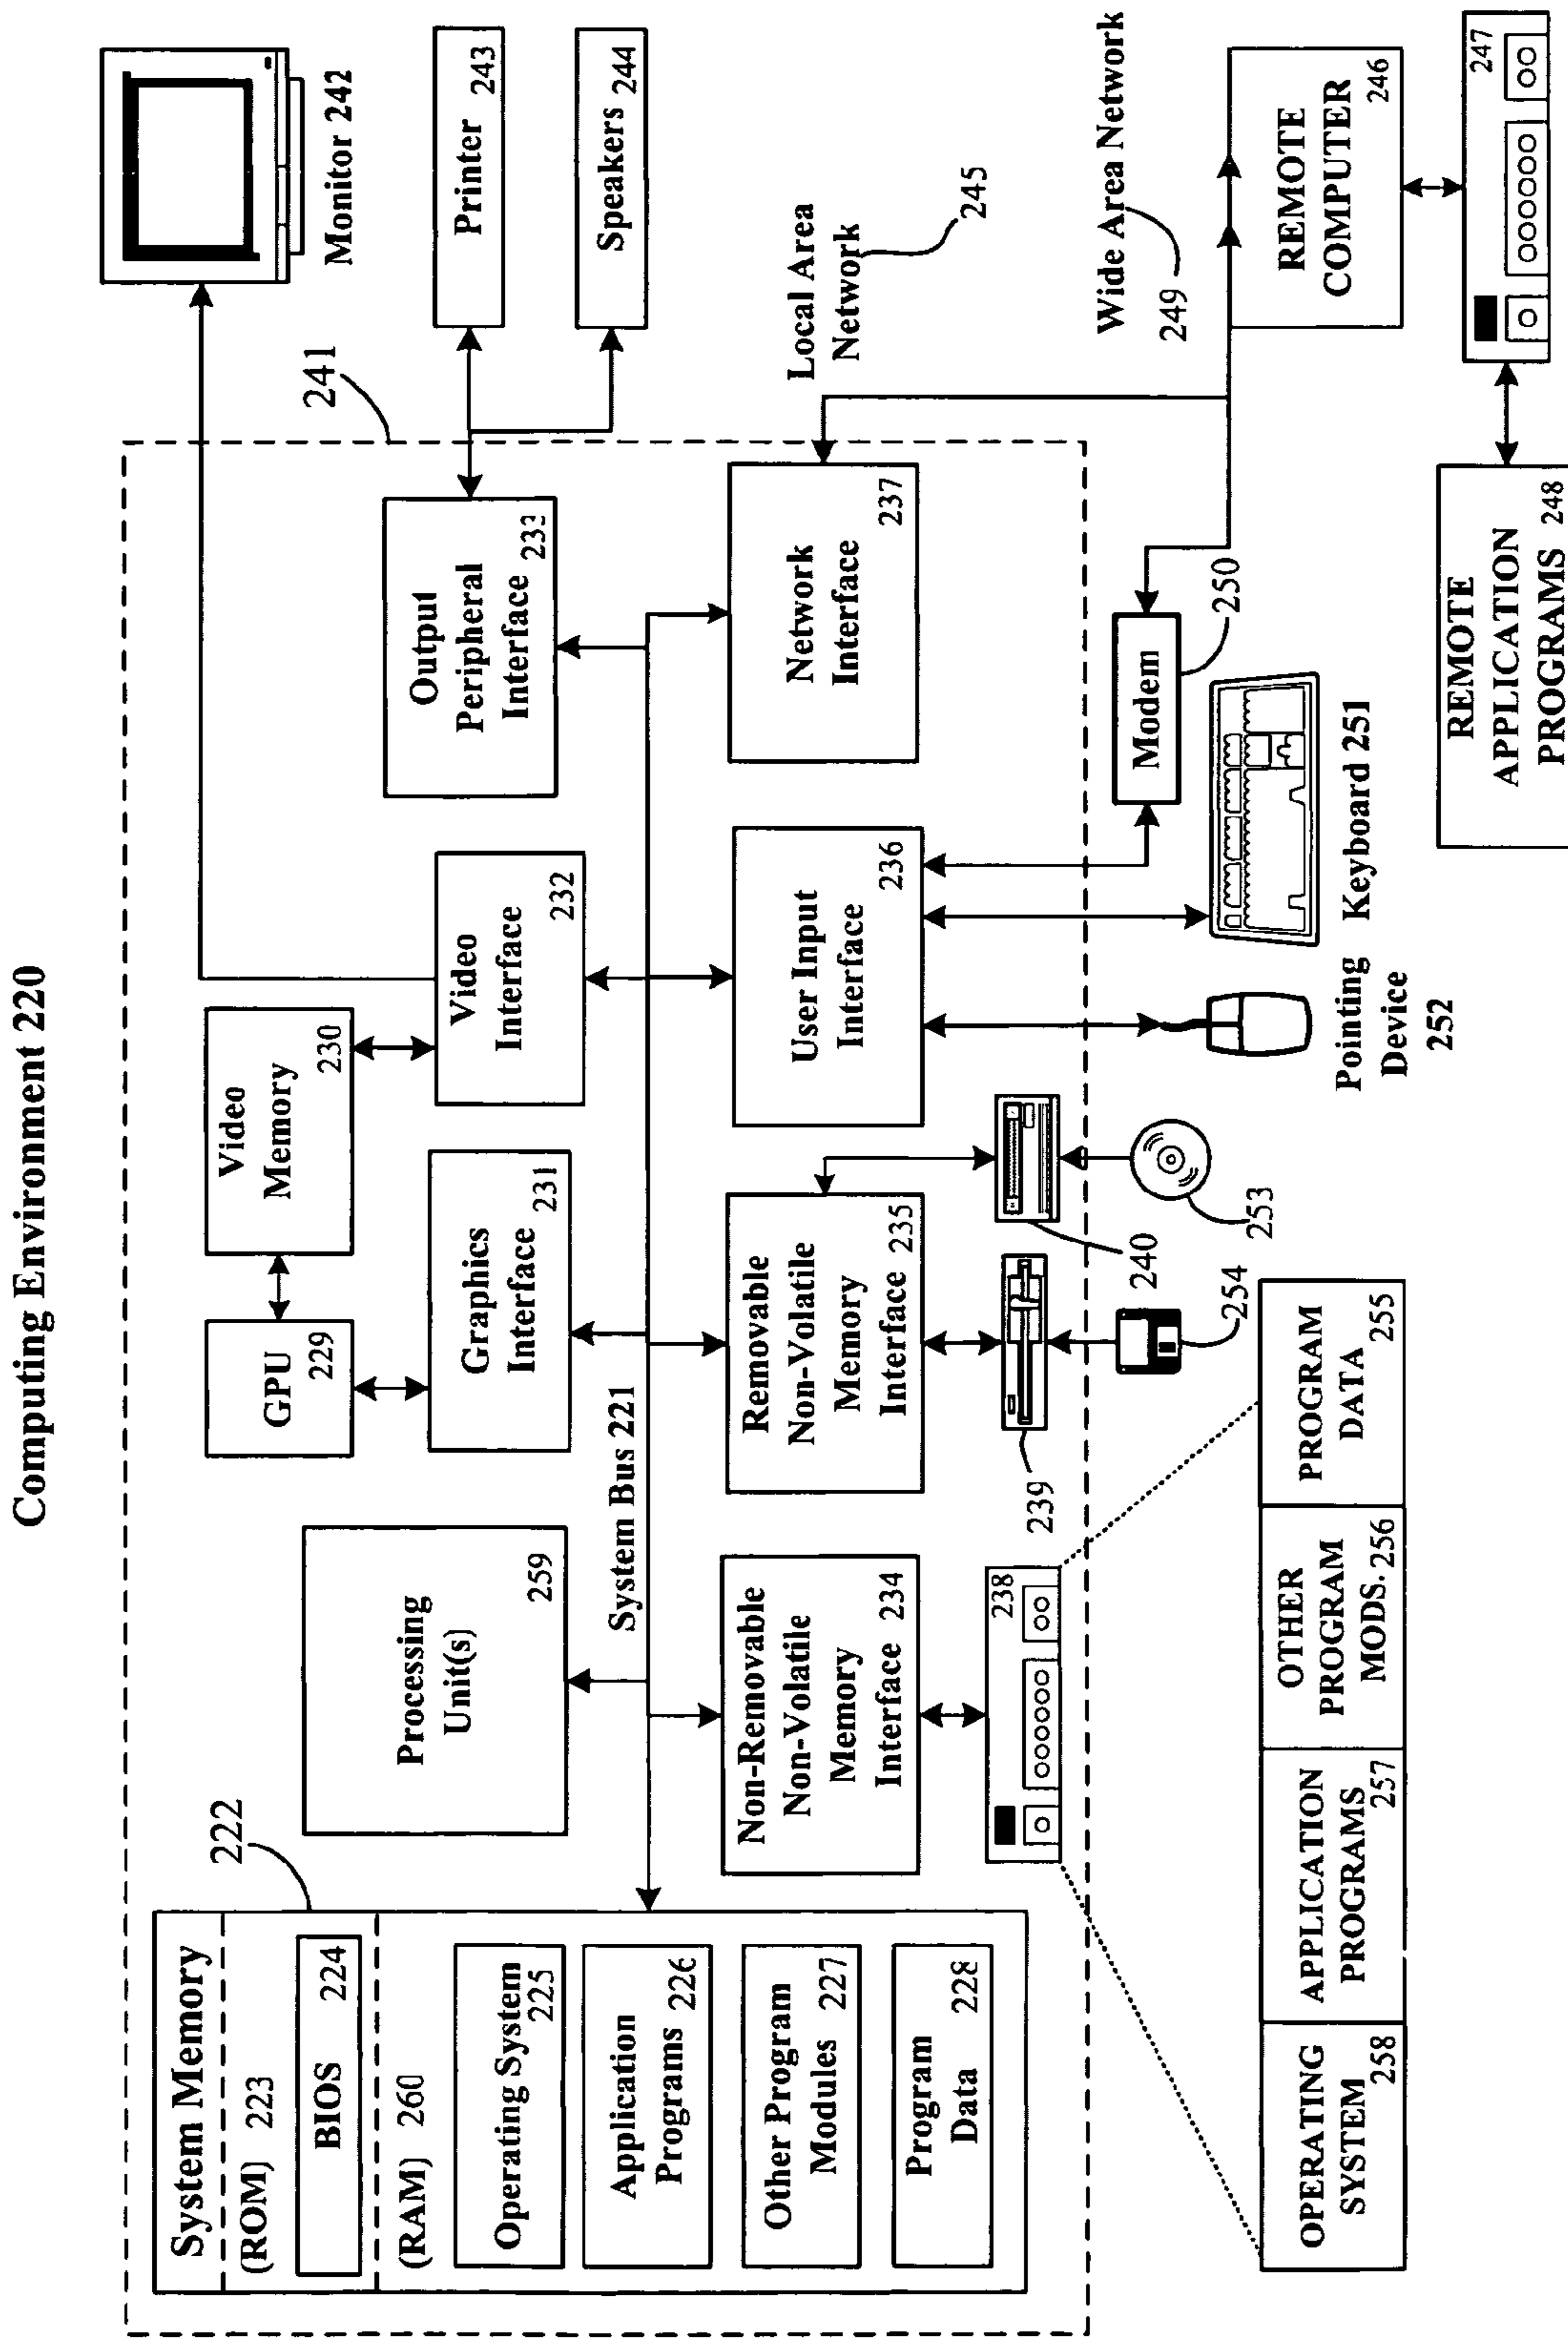 Computing Environment 220
222
System Memory
(ROM) 223
BIOS 224
(RAM) 260
Operating System
225
Application
Programs 226
Other Program
Modules 227
Program
Data 228
Processing
Unit(s)
259
System Bus 221
GPU
229
Video
Memory
230
Graphics
Interface
231
Video
Interface
232
Output
Peripheral
Interface 233
241
Monitor 242
Printer
243
Speakers 244
Non-Removable
Non-Volatile
Memory
Interface 234
Removable
Non-Volatile
Memory
Interface 235
User Input
Interface
236
Network
Interface
237
Local Area
Network
245
238
239
240
253
254
Modem
250
Wide Area Network
249
Pointing
Device
252
Keyboard 251
REMOTE
COMPUTER
246
247
REMOTE
APPLICATION
PROGRAMS 248
OPERATING
SYSTEM
258
APPLICATION
PROGRAMS
257
OTHER
PROGRAM
MODS. 256
PROGRAM
DATA
255